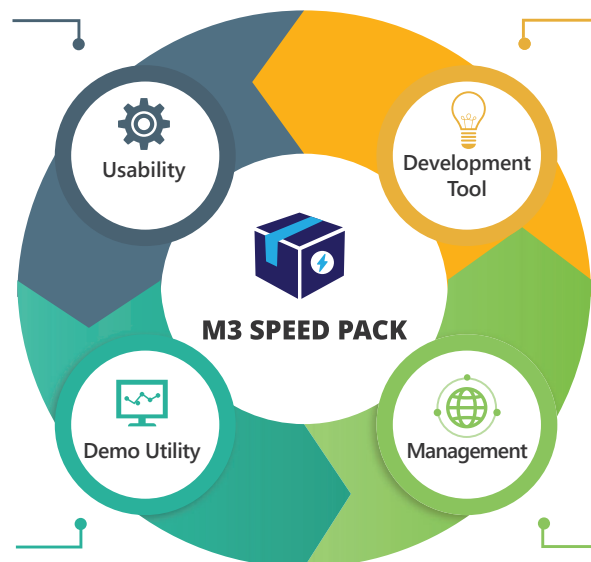 Usability
Development
Tool
M3 SPEED PACK
Demo Utility
Management